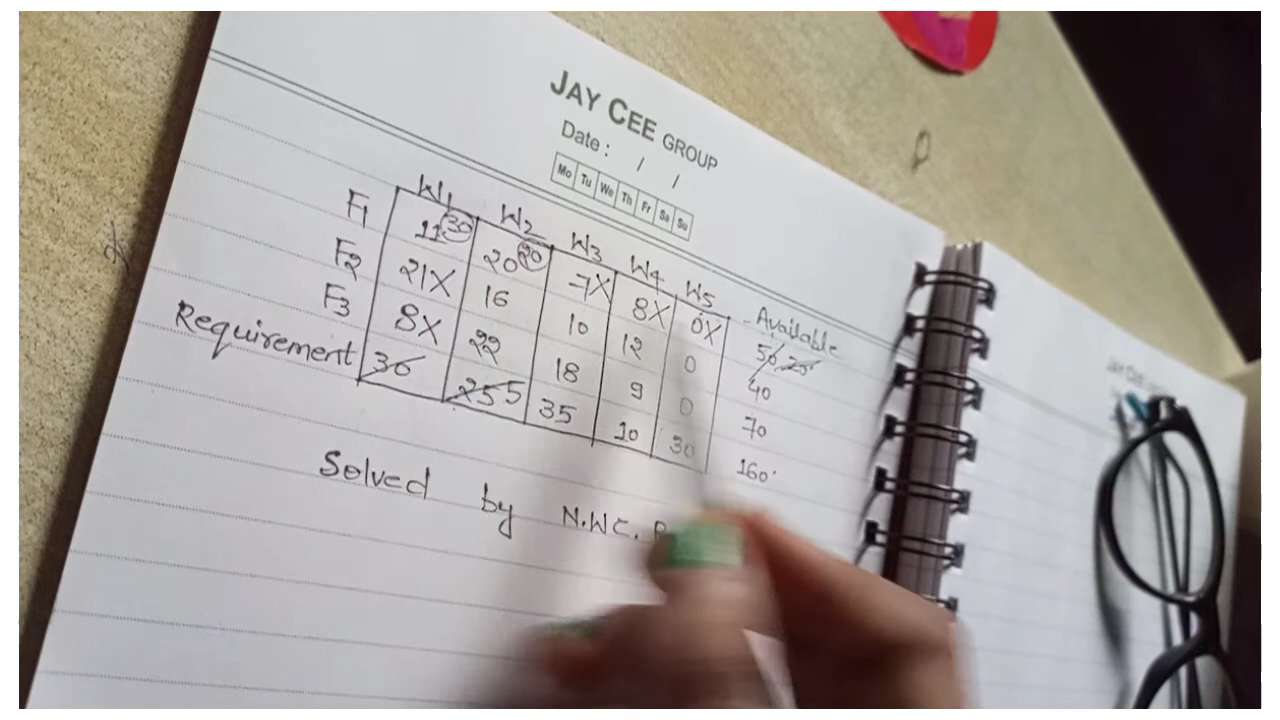 JAY CEE GROUP
Date : / /
Mo Tu We Th Fr Sa Su
W1 W2 W3 W4 W5 Available
F1 11 30 20 20 7X 8X 0X 50 20
F2 21X 16 10 12 0 40
F3 8X 22 18 9 0 70
Requirement 30 25 5 35 10 30 160
Solved by N.W.C.
JAY CEE